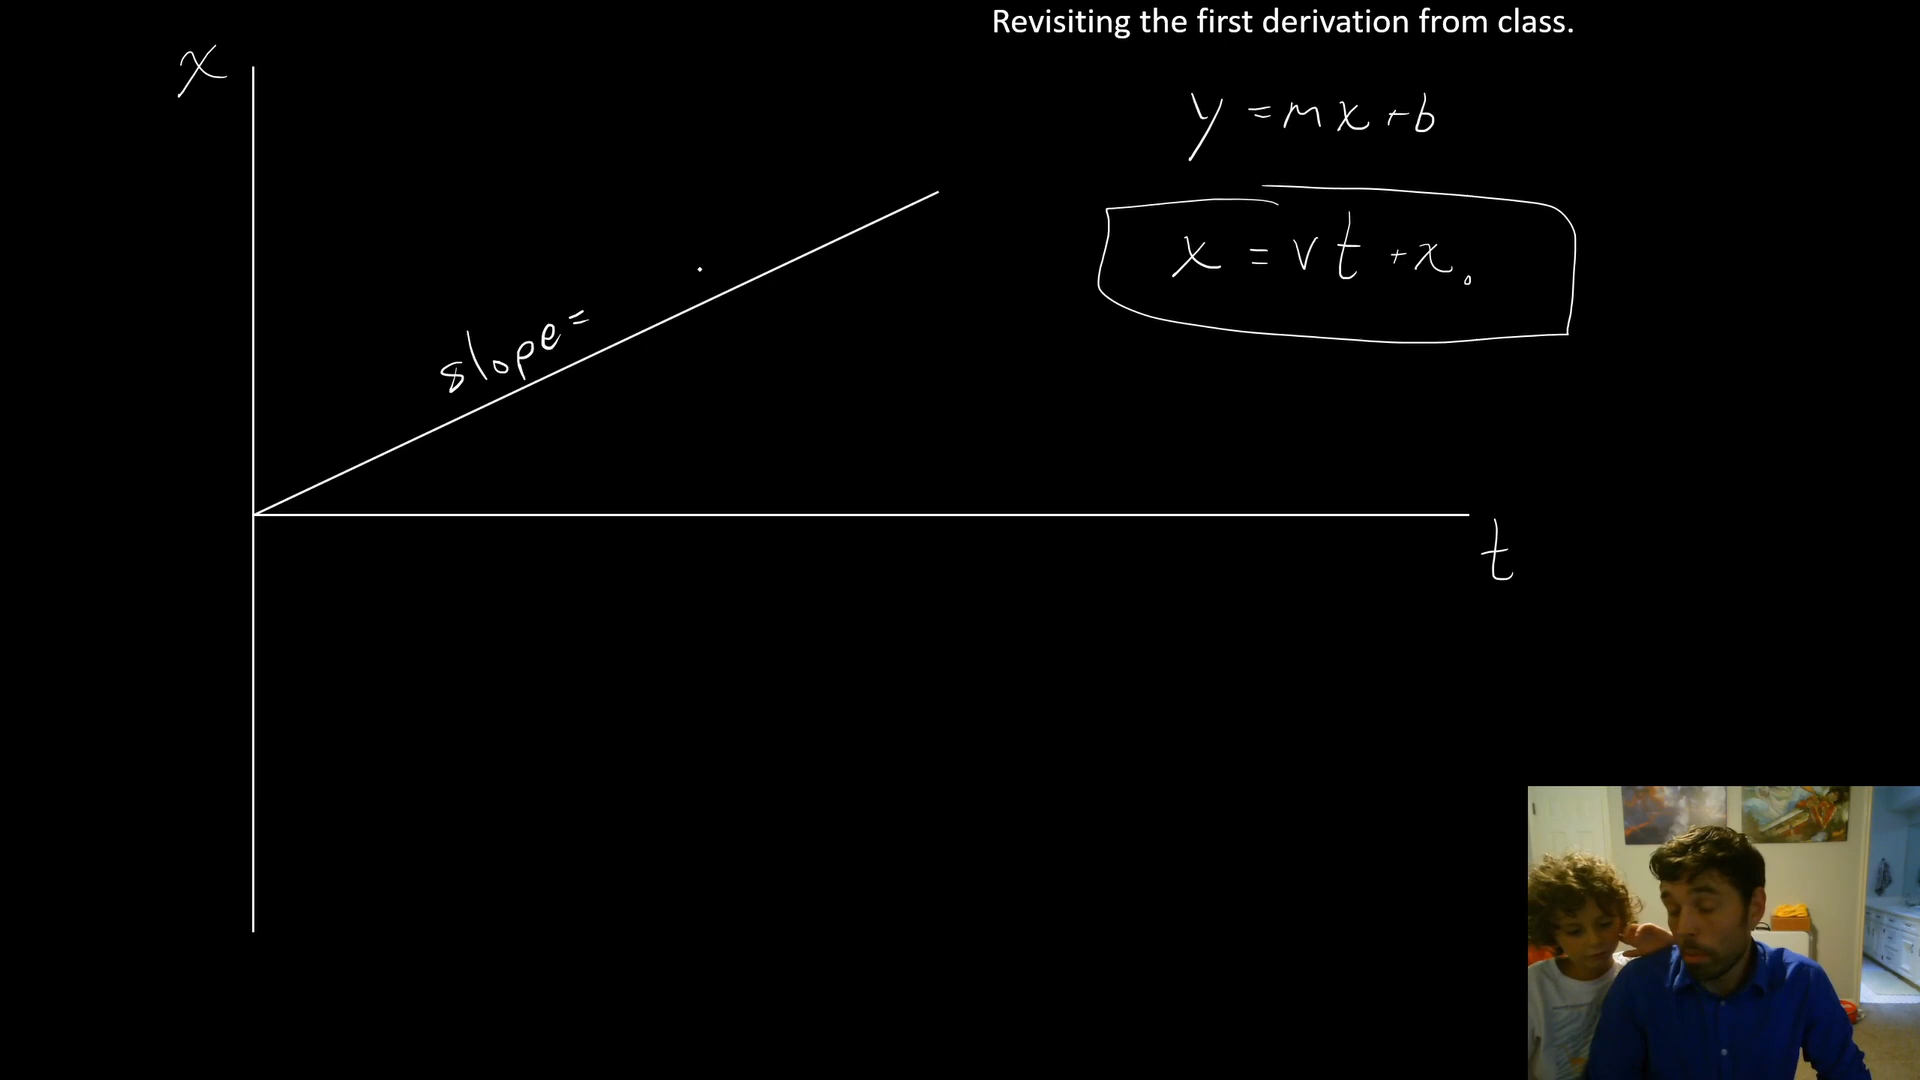 Revisiting the first derivation from class.
x
y = mx + b
x = vt + x₀
slope =
t